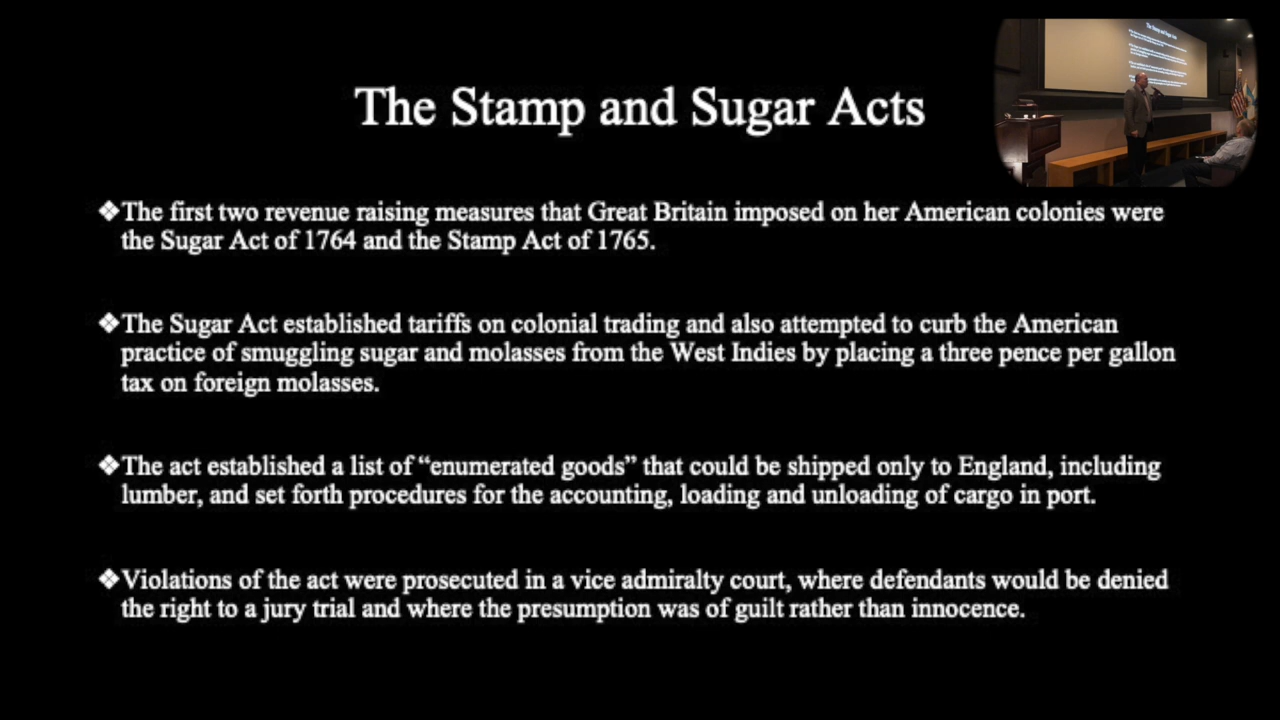 The Stamp and Sugar Acts
❖The first two revenue raising measures that Great Britain imposed on her American colonies were
the Sugar Act of 1764 and the Stamp Act of 1765.
❖The Sugar Act established tariffs on colonial trading and also attempted to curb the American
practice of smuggling sugar and molasses from the West Indies by placing a three pence per gallon
tax on foreign molasses.
❖The act established a list of “enumerated goods” that could be shipped only to England, including
lumber, and set forth procedures for the accounting, loading and unloading of cargo in port.
❖Violations of the act were prosecuted in a vice admiralty court, where defendants would be denied
the right to a jury trial and where the presumption was of guilt rather than innocence.